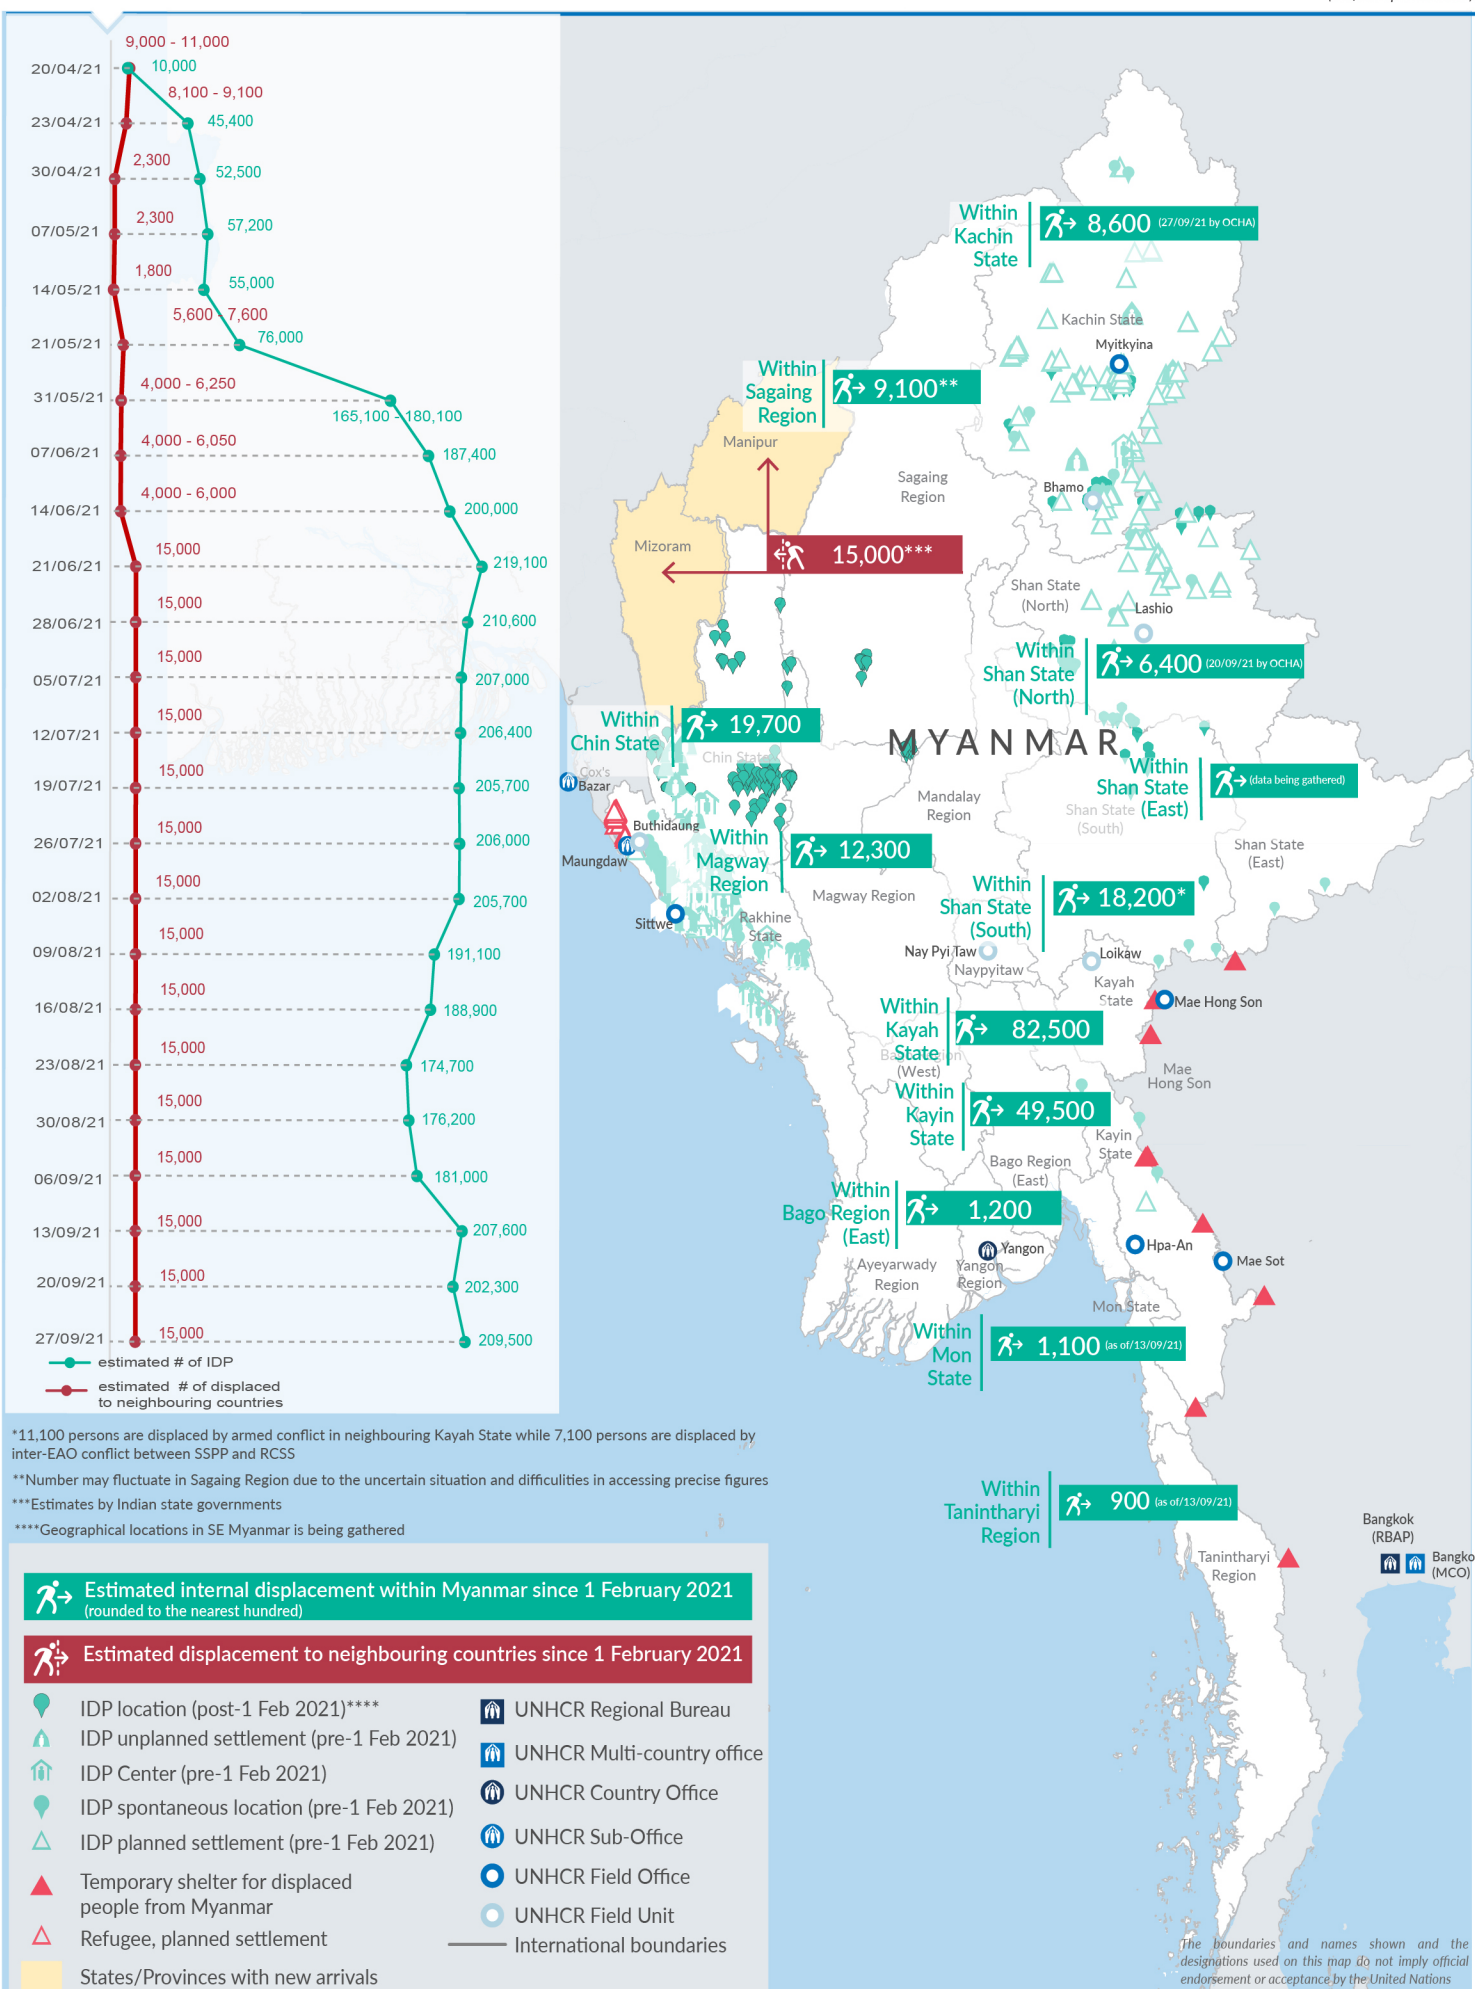 9,000 - 11,000
20/04/21
10,000
8,100 - 9,100
23/04/21
45,400
2,300
30/04/21
52,500
2,300
07/05/21
57,200
1,800
14/05/21
55,000
5,600 - 7,600
21/05/21
76,000
4,000 - 6,250
31/05/21
165,100 - 180,100
4,000 - 6,050
07/06/21
187,400
4,000 - 6,000
14/06/21
200,000
15,000
21/06/21
219,100
15,000
28/06/21
210,600
15,000
05/07/21
207,000
15,000
12/07/21
206,400
15,000
19/07/21
205,700
15,000
26/07/21
206,000
15,000
02/08/21
205,700
15,000
09/08/21
191,100
15,000
16/08/21
188,900
15,000
23/08/21
174,700
15,000
30/08/21
176,200
15,000
06/09/21
181,000
15,000
13/09/21
207,600
15,000
20/09/21
202,300
15,000
27/09/21
209,500
estimated # of IDP
estimated # of displaced
to neighbouring countries
Within
Kachin
State
8,600 (27/09/21 by OCHA)
Kachin State
Myitkyina
Within
Sagaing
Region
9,100**
Manipur
Sagaing
Region
Bhamo
Mizoram
15,000***
Shan State
(North)
Lashio
Within
Shan State
(North)
6,400 (20/09/21 by OCHA)
Within
Chin State
19,700
Chin State
MYANMAR
Cox's
Bazar
Within
Shan State
(East)
(data being gathered)
Mandalay
Region
Shan State
(South)
Buthidaung
Maungdaw
Within
Magway
Region
12,300
Shan State
(East)
Magway Region
Within
Shan State
(South)
18,200*
Sittwe
Rakhine
State
Nay Pyi Taw
Naypyitaw
Loikaw
Kayah
State
Mae Hong Son
Within
Kayah
State
82,500
Bago Region
(West)
Mae
Hong Son
Within
Kayin
State
49,500
Kayin
State
Bago Region
(East)
Within
Bago Region
(East)
1,200
Yangon
Hpa-An
Mae Sot
Ayeyarwady
Region
Yangon
Region
Mon State
Within
Mon
State
1,100 (as of/13/09/21)
Within
Tanintharyi
Region
900 (as of/13/09/21)
Tanintharyi
Region
Bangkok
(RBAP)
Bangko
(MCO)
*11,100 persons are displaced by armed conflict in neighbouring Kayah State while 7,100 persons are displaced by
inter-EAO conflict between SSPP and RCSS
**Number may fluctuate in Sagaing Region due to the uncertain situation and difficulities in accessing precise figures
***Estimates by Indian state governments
****Geographical locations in SE Myanmar is being gathered
Estimated internal displacement within Myanmar since 1 February 2021
(rounded to the nearest hundred)
Estimated displacement to neighbouring countries since 1 February 2021
IDP location (post-1 Feb 2021)****
IDP unplanned settlement (pre-1 Feb 2021)
IDP Center (pre-1 Feb 2021)
IDP spontaneous location (pre-1 Feb 2021)
IDP planned settlement (pre-1 Feb 2021)
Temporary shelter for displaced
people from Myanmar
Refugee, planned settlement
States/Provinces with new arrivals
UNHCR Regional Bureau
UNHCR Multi-country office
UNHCR Country Office
UNHCR Sub-Office
UNHCR Field Office
UNHCR Field Unit
International boundaries
The boundaries and names shown and the
designations used on this map do not imply official
endorsement or acceptance by the United Nations